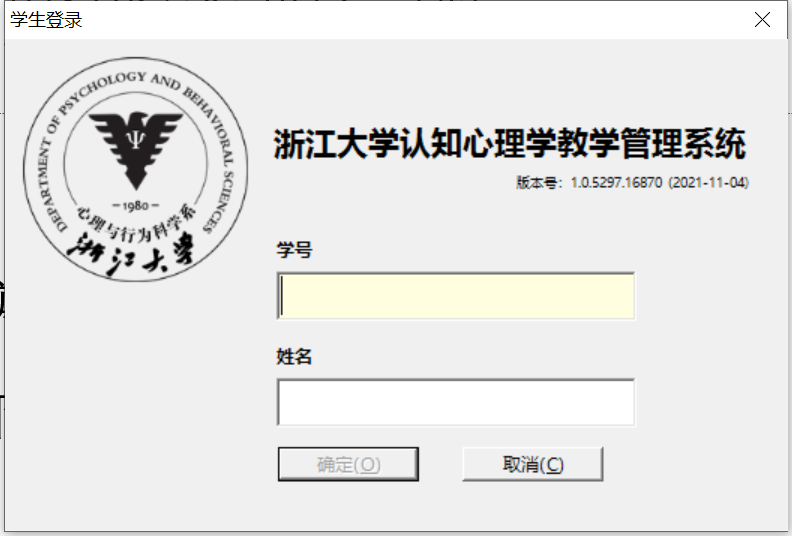 学生登录
DEPARTMENT OF PSYCHOLOGY AND BEHAVIORAL SCIENCES
Ψ
1980
心理与行为科学系
浙江大学
浙江大学认知心理学教学管理系统
版本号：1.0.5297.16870 (2021-11-04)
学号
姓名
确定(O)
取消(C)